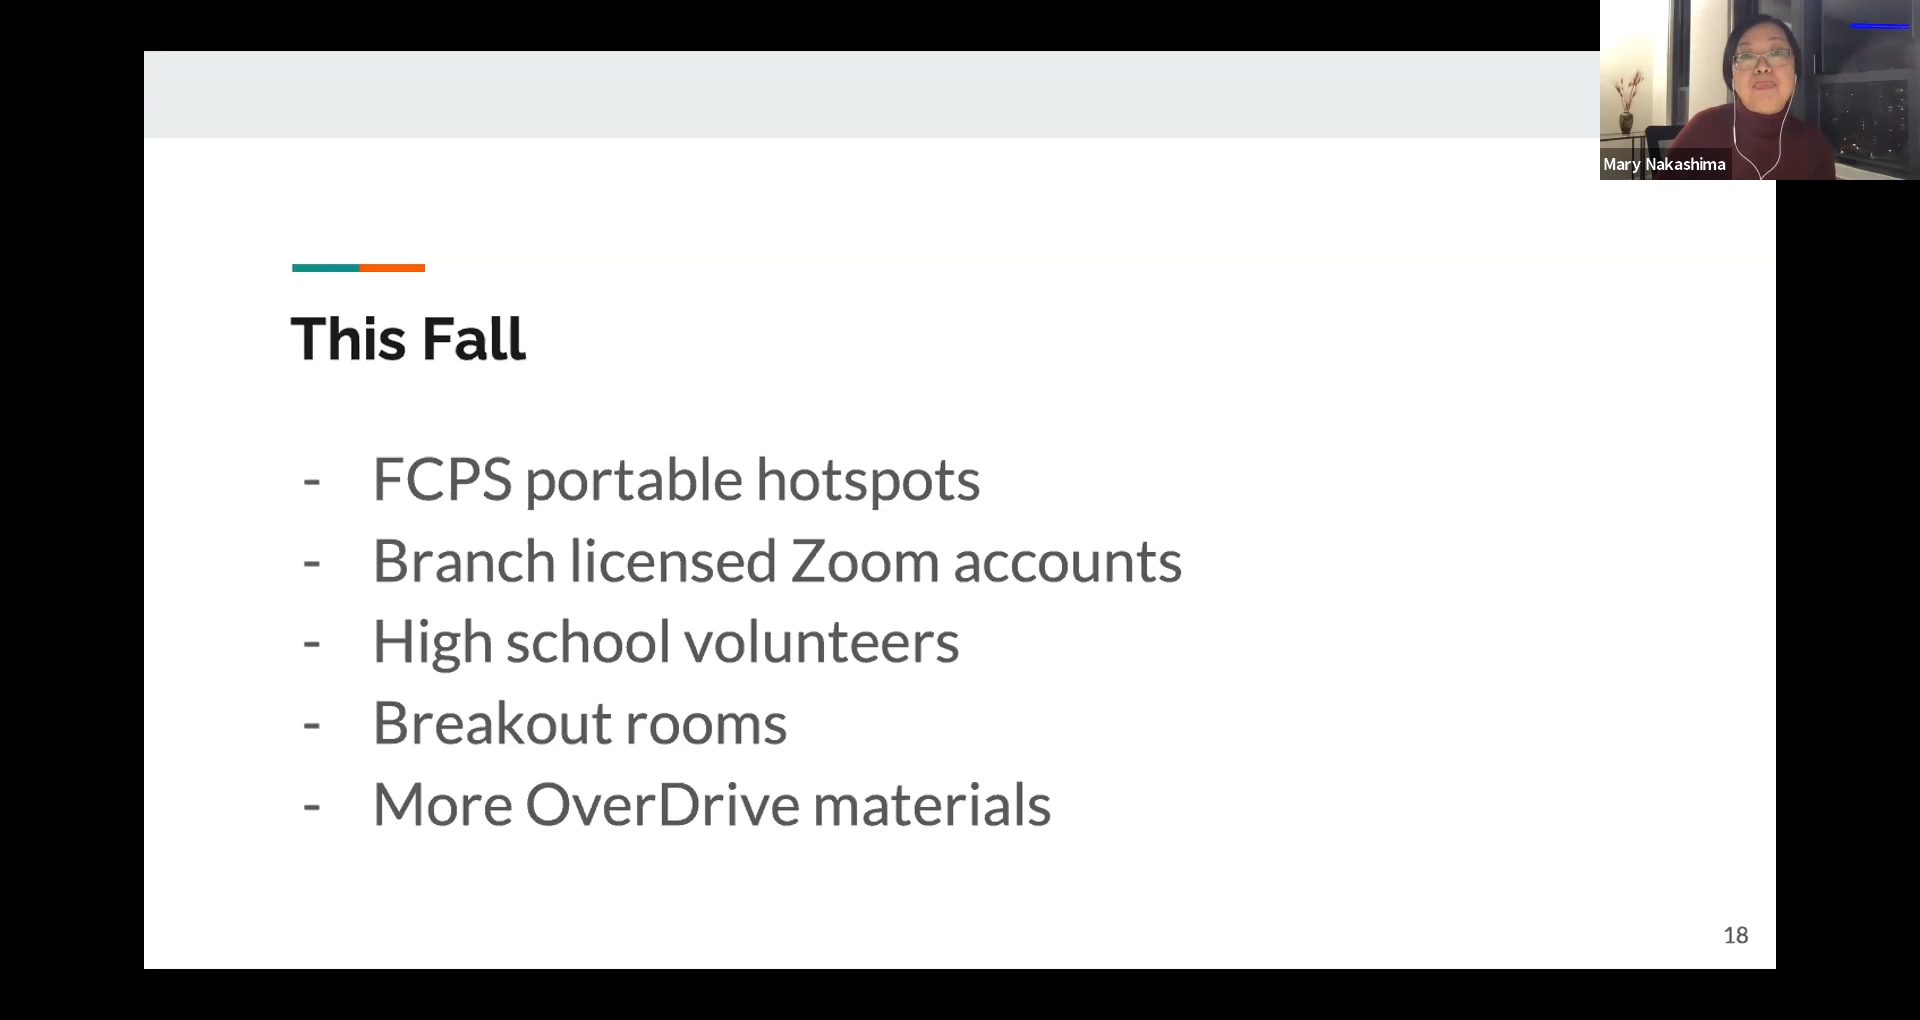 Mary Nakashima
This Fall
- FCPS portable hotspots
- Branch licensed Zoom accounts
- High school volunteers
- Breakout rooms
- More OverDrive materials
18